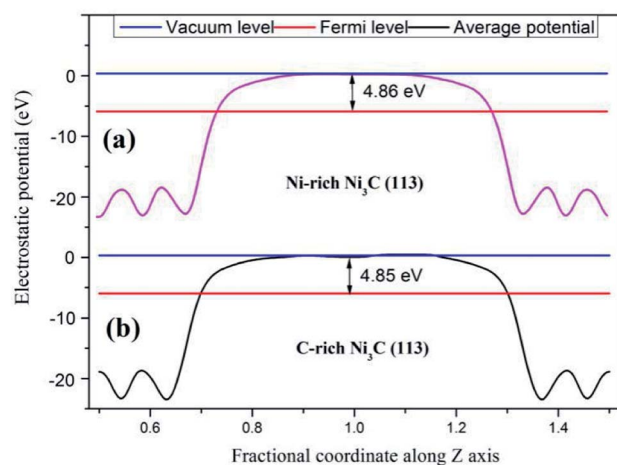 Vacuum level Fermi level Average potential
0
4.86 eV
(a)
-10
Ni-rich Ni₃C (113)
-20
Electrostatic potential (eV)
0
4.85 eV
(b)
-10
C-rich Ni₃C (113)
-20
0.6 0.8 1.0 1.2 1.4
Fractional coordinate along Z axis